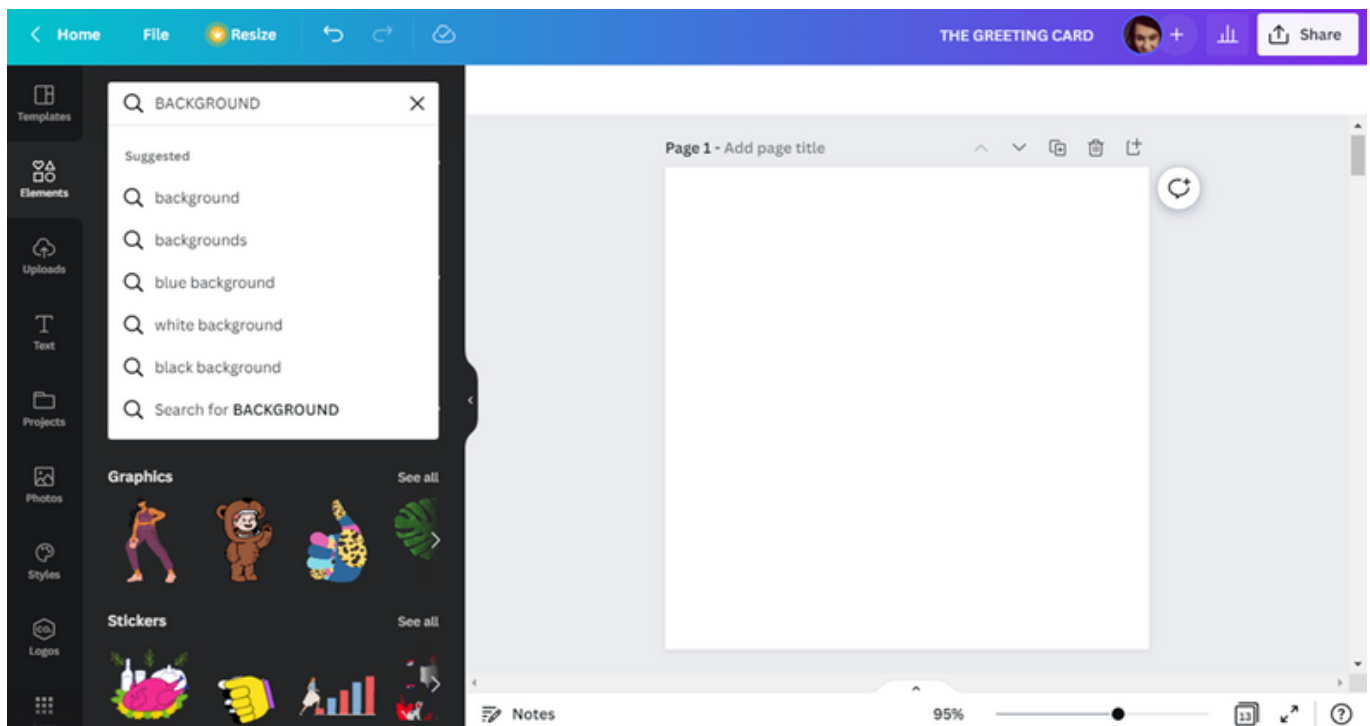 Home File Resize THE GREETING CARD + Share
Templates
Elements
Uploads
Text
Projects
Photos
Styles
CO.
Logos
BACKGROUND
Suggested
background
backgrounds
blue background
white background
black background
Search for BACKGROUND
Graphics See all
Stickers See all
Page 1 - Add page title
Notes 95% 13 ?